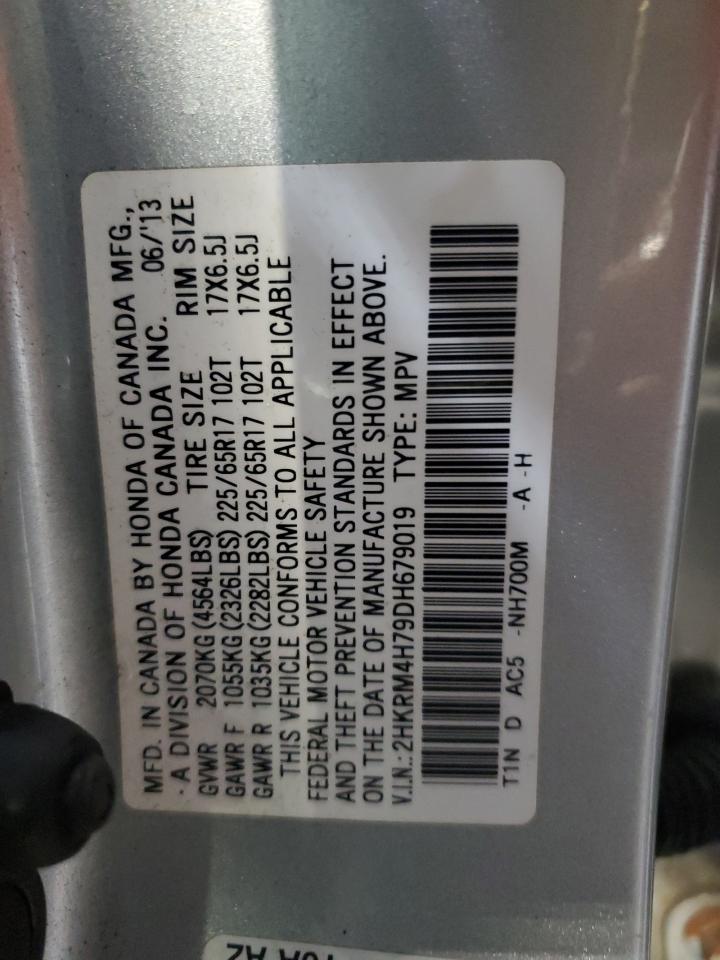 MFD. IN CANADA BY HONDA OF CANADA MFG.,
-A DIVISION OF HONDA CANADA INC. 06/'13
GVWR 2070KG(4564LBS) TIRE SIZE RIM SIZE
GAWR F 1055KG(2326LBS) 225/65R17 102T 17X6.5J
GAWR R 1035KG(2282LBS) 225/65R17 102T 17X6.5J
THIS VEHICLE CONFORMS TO ALL APPLICABLE
FEDERAL MOTOR VEHICLE SAFETY
AND THEFT PREVENTION STANDARDS IN EFFECT
ON THE DATE OF MANUFACTURE SHOWN ABOVE.
V.I.N.:2HKRM4H79DH679019 TYPE: MPV
T1N D AC5 -NH700M -A -H